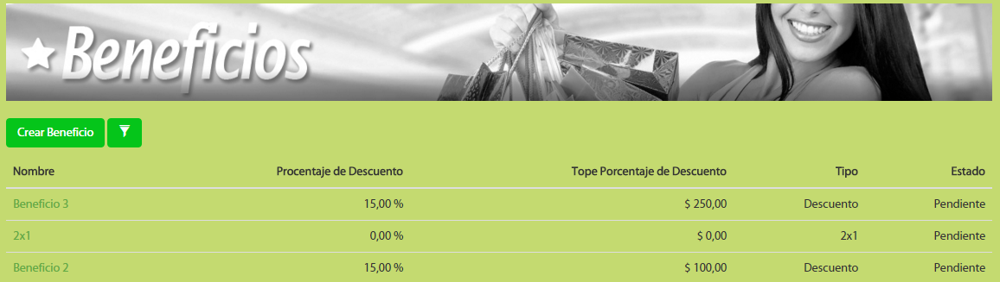 Beneficios
Crear Beneficio
Nombre Procentaje de Descuento Tope Porcentaje de Descuento Tipo Estado
Beneficio 3 15,00 % $ 250,00 Descuento Pendiente
2x1 0,00 % $ 0,00 2x1 Pendiente
Beneficio 2 15,00 % $ 100,00 Descuento Pendiente